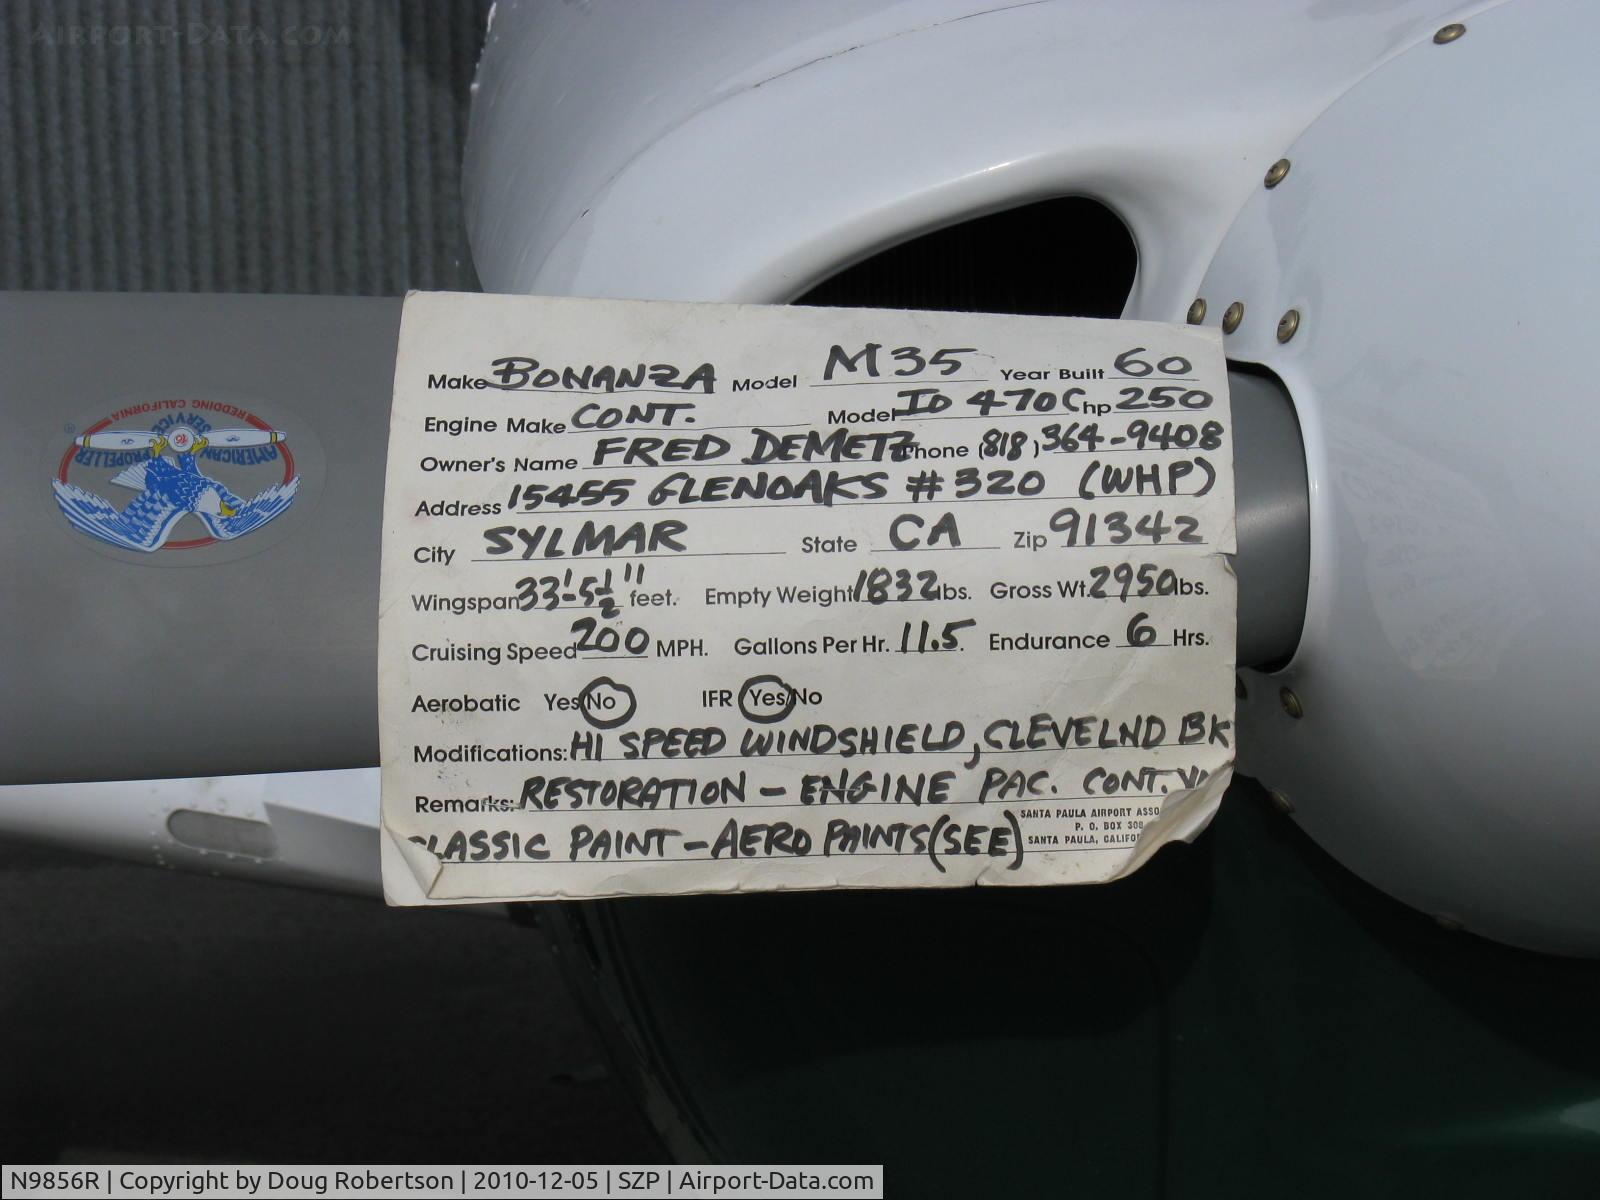 AIRPORT-DATA.COM
Make BONANZA Model M35 Year Built 60
Engine Make CONT. Model IO 470C hp 250
Owner's Name FRED DEMETZ Phone (818) 364-9408
Address 15455 GLENOAKS #320 (WHP)
City SYLMAR State CA Zip 91342
Wingspan 33'-5½" feet. Empty Weight 1832 lbs. Gross Wt. 2950 lbs.
Cruising Speed 200 MPH. Gallons Per Hr. 11.5. Endurance 6 Hrs.
Aerobatic Yes/No IFR Yes/No
Modifications: HI SPEED WINDSHIELD, CLEVELND BK
Remarks: RESTORATION - ENGINE PAC. CONT.
CLASSIC PAINT - AERO PAINTS (SEE)
SANTA PAULA AIRPORT ASSO
P. O. BOX 308
SANTA PAULA, CALIFO
AMERICAN PROPELLER SERVICE
REDDING CALIFORNIA
®
N9856R | Copyright by Doug Robertson | 2010-12-05 | SZP | Airport-Data.com